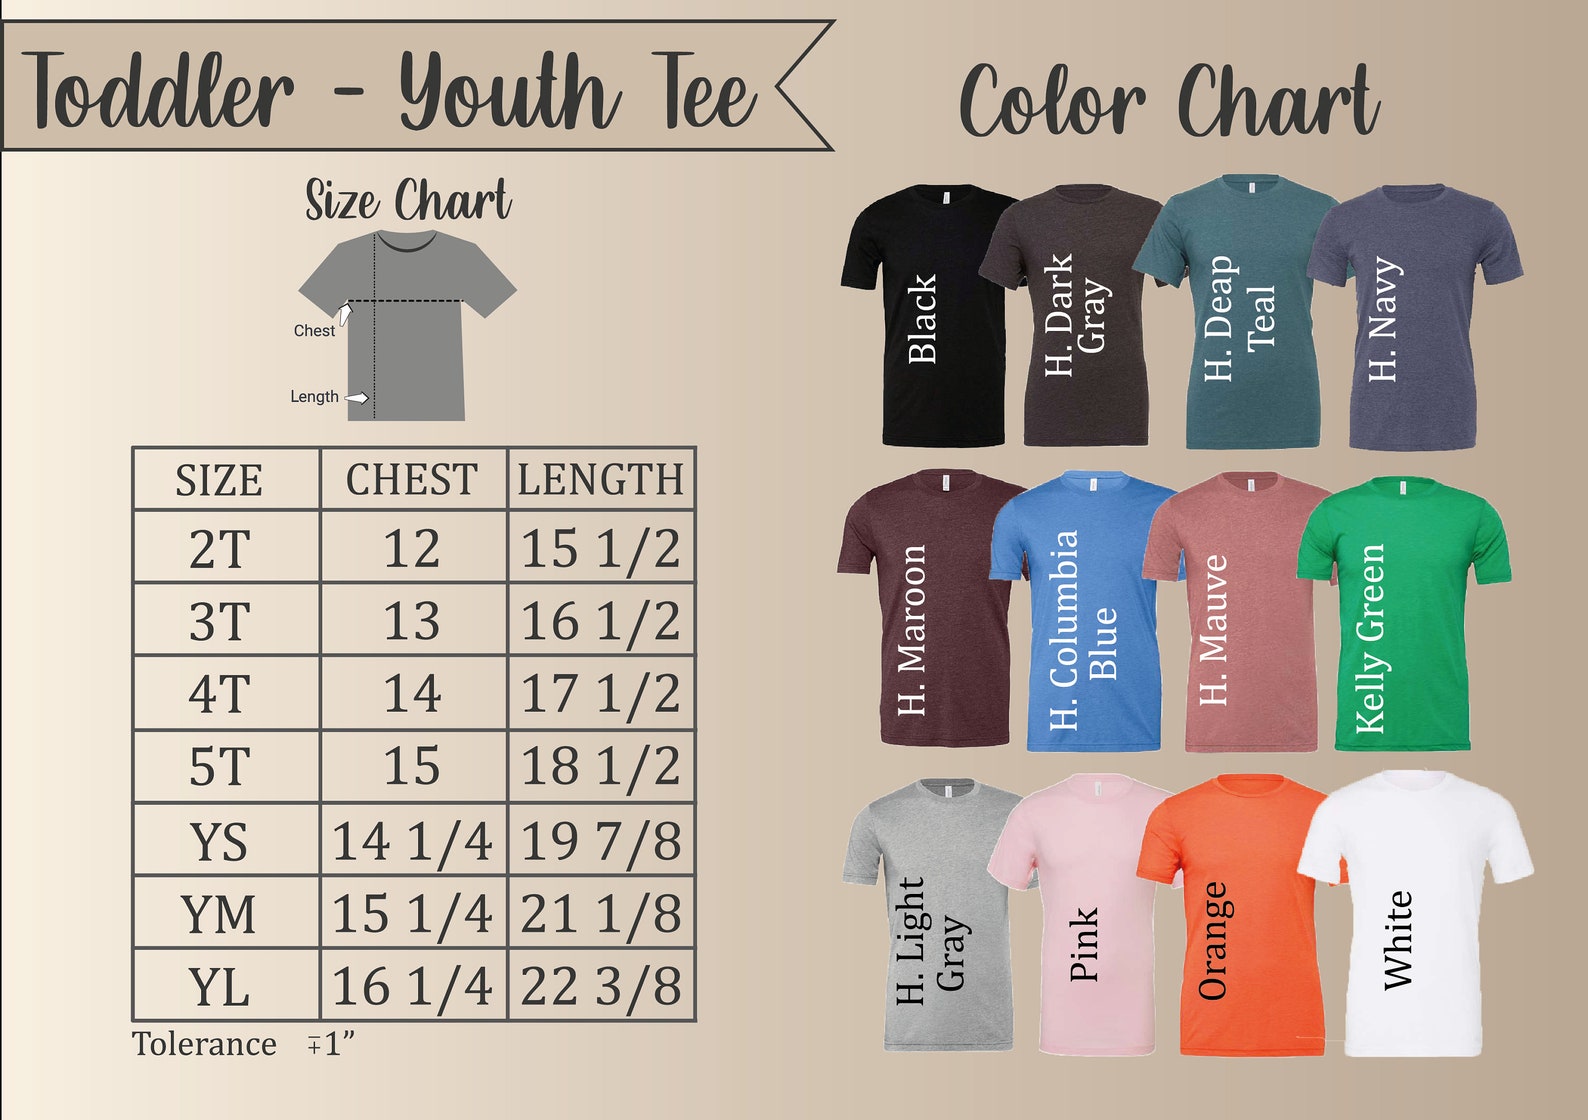 Toddler - Youth Tee
Size Chart
Chest
Length
SIZE CHEST LENGTH
2T 12 15 1/2
3T 13 16 1/2
4T 14 17 1/2
5T 15 18 1/2
YS 14 1/4 19 7/8
YM 15 1/4 21 1/8
YL 16 1/4 22 3/8
Tolerance ∓1”
Color Chart
Black
H. Dark
Gray
H. Deap
Teal
H. Navy
H. Maroon
H. Columbia
Blue
H. Mauve
Kelly Green
H. Light
Gray
Pink
Orange
White